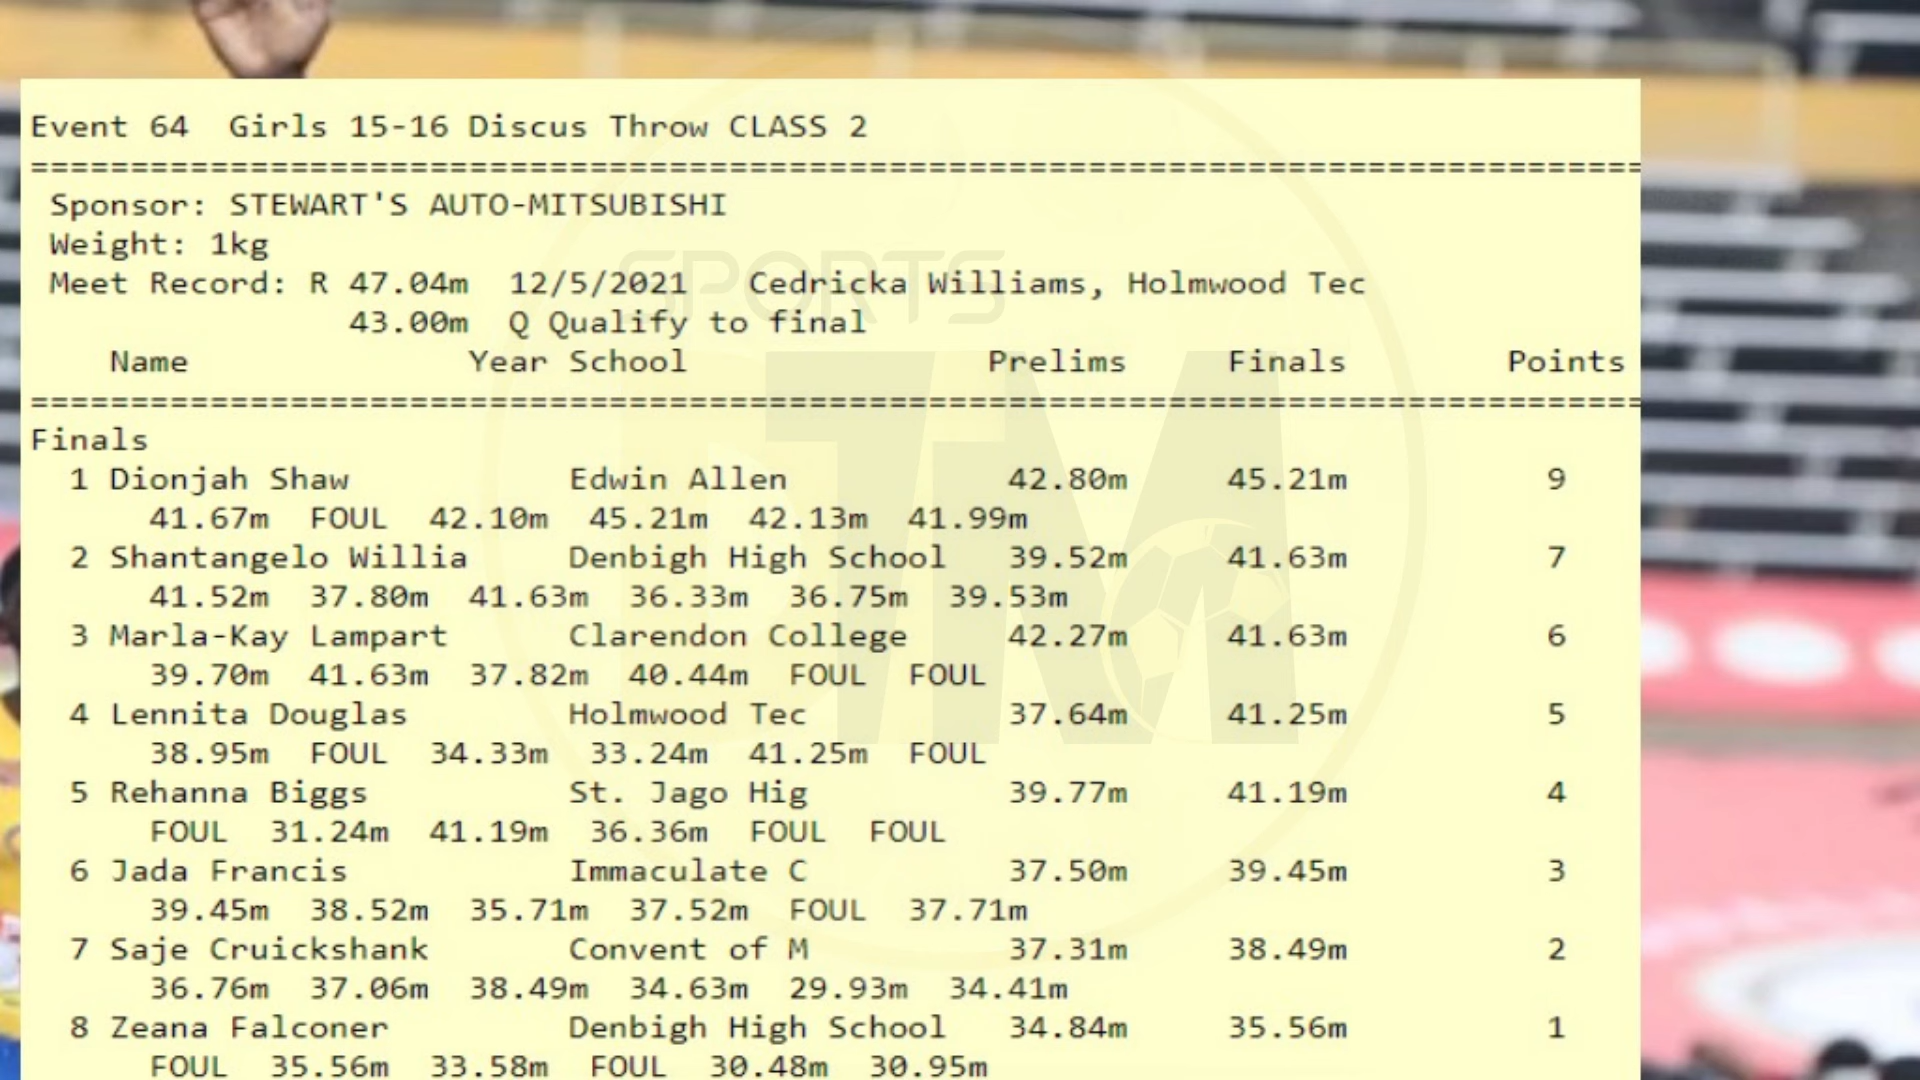 Event 64  Girls 15-16 Discus Throw CLASS 2
=================================================================================
Sponsor: STEWART'S AUTO-MITSUBISHI
Weight: 1kg
Meet Record: R 47.04m  12/5/2021   Cedricka Williams, Holmwood Tec
43.00m  Q Qualify to final
Name  Year School  Prelims  Finals  Points
=================================================================================
Finals
1 Dionjah Shaw  Edwin Allen  42.80m  45.21m  9
41.67m  FOUL  42.10m  45.21m  42.13m  41.99m
2 Shantangelo Willia  Denbigh High School  39.52m  41.63m  7
41.52m  37.80m  41.63m  36.33m  36.75m  39.53m
3 Marla-Kay Lampart  Clarendon College  42.27m  41.63m  6
39.70m  41.63m  37.82m  40.44m  FOUL  FOUL
4 Lennita Douglas  Holmwood Tec  37.64m  41.25m  5
38.95m  FOUL  34.33m  33.24m  41.25m  FOUL
5 Rehanna Biggs  St. Jago Hig  39.77m  41.19m  4
FOUL  31.24m  41.19m  36.36m  FOUL  FOUL
6 Jada Francis  Immaculate C  37.50m  39.45m  3
39.45m  38.52m  35.71m  37.52m  FOUL  37.71m
7 Saje Cruickshank  Convent of M  37.31m  38.49m  2
36.76m  37.06m  38.49m  34.63m  29.93m  34.41m
8 Zeana Falconer  Denbigh High School  34.84m  35.56m  1
FOUL  35.56m  33.58m  FOUL  30.48m  30.95m
SPORTS